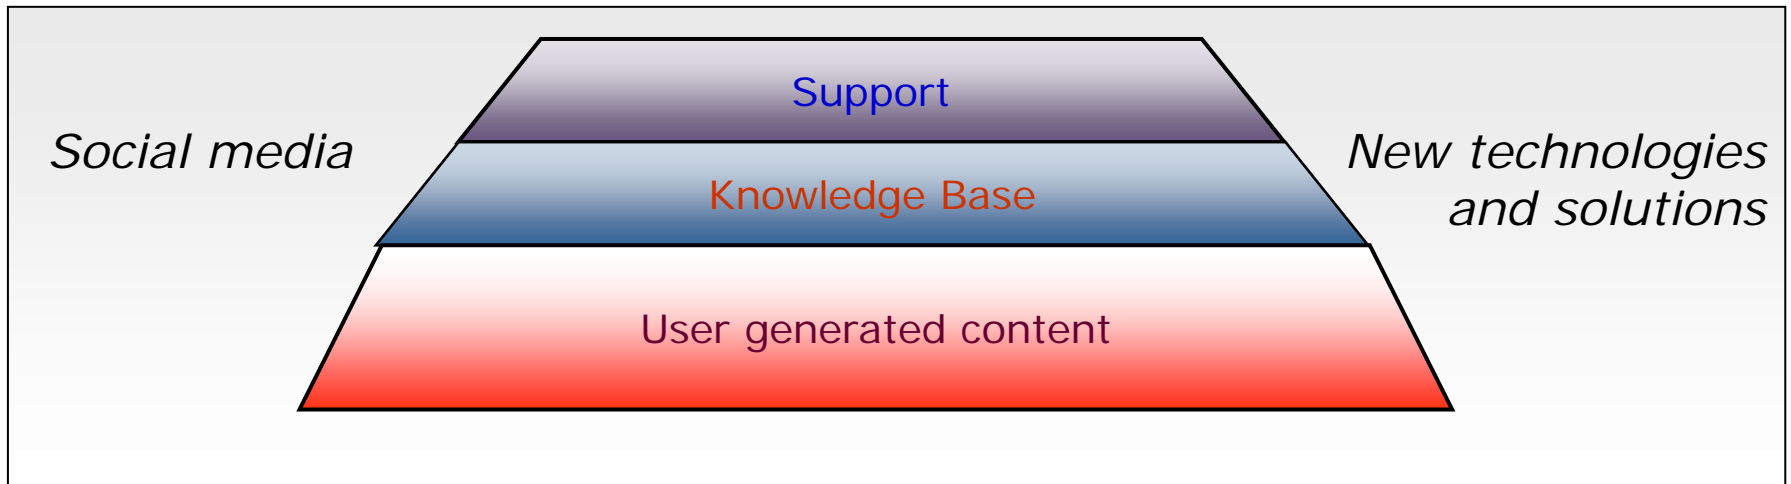 Support
Social media
New technologies
and solutions
Knowledge Base
User generated content